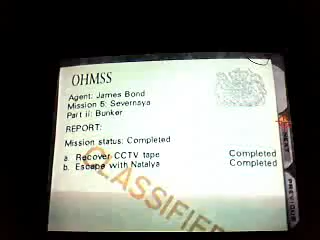 OHMSS
Agent: James Bond
Mission 5: Severnaya
Part ii: Bunker
REPORT:
Mission status: Completed
a. Recover CCTV tape Completed
b. Escape with Natalya Completed
CLASSIFIED
NEXT
PREVIOUS